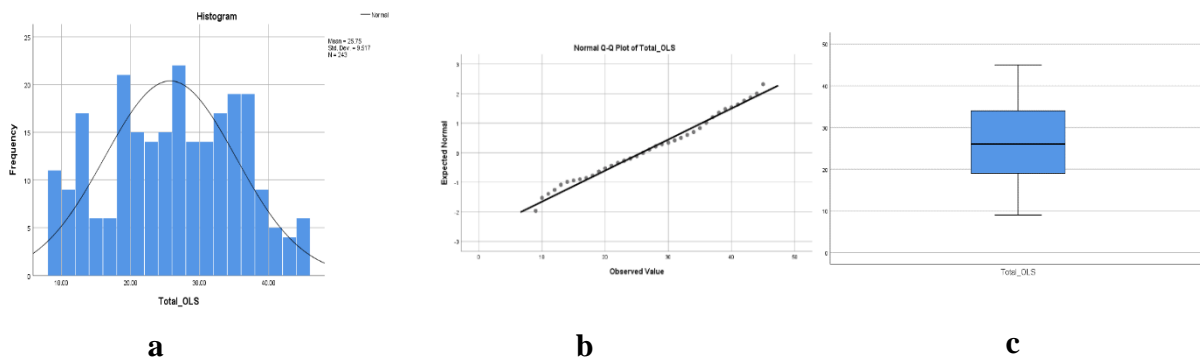 Histogram
Normal
Mean = 25.75
Std. Dev. = 9.517
N = 243
Frequency
25
20
15
10
5
0
10.00
20.00
30.00
40.00
Total_OLS
a
Normal Q-Q Plot of Total_OLS
Expected Normal
3
2
1
0
-1
-2
-3
0
10
20
30
40
50
Observed Value
b
50
40
30
20
10
0
Total_OLS
c